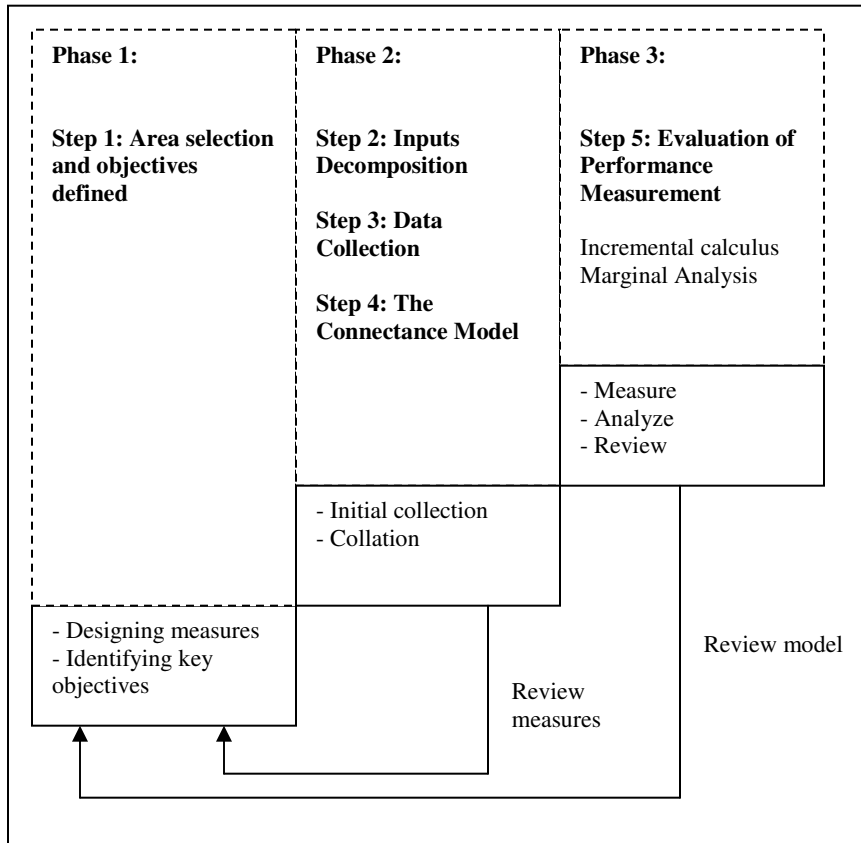 Phase 1:
Step 1: Area selection
and objectives
defined
- Designing measures
- Identifying key
objectives
Phase 2:
Step 2: Inputs
Decomposition
Step 3: Data
Collection
Step 4: The
Connectance Model
- Initial collection
- Collation
Phase 3:
Step 5: Evaluation of
Performance
Measurement
Incremental calculus
Marginal Analysis
- Measure
- Analyze
- Review
Review
measures
Review model